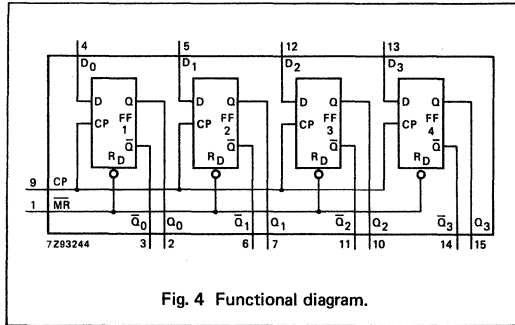 4 5 12 13
D0 D1 D2 D3
D Q D Q D Q D Q
FF FF FF FF
CP 1 CP 2 CP 3 CP 4
Q̅ Q̅ Q̅ Q̅
RD RD RD RD
9 CP
1 M̅R̅
Q̅0 Q0 Q̅1 Q1 Q̅2 Q2 Q̅3 Q3
7Z93244 3 2 6 7 11 10 14 15
Fig. 4 Functional diagram.